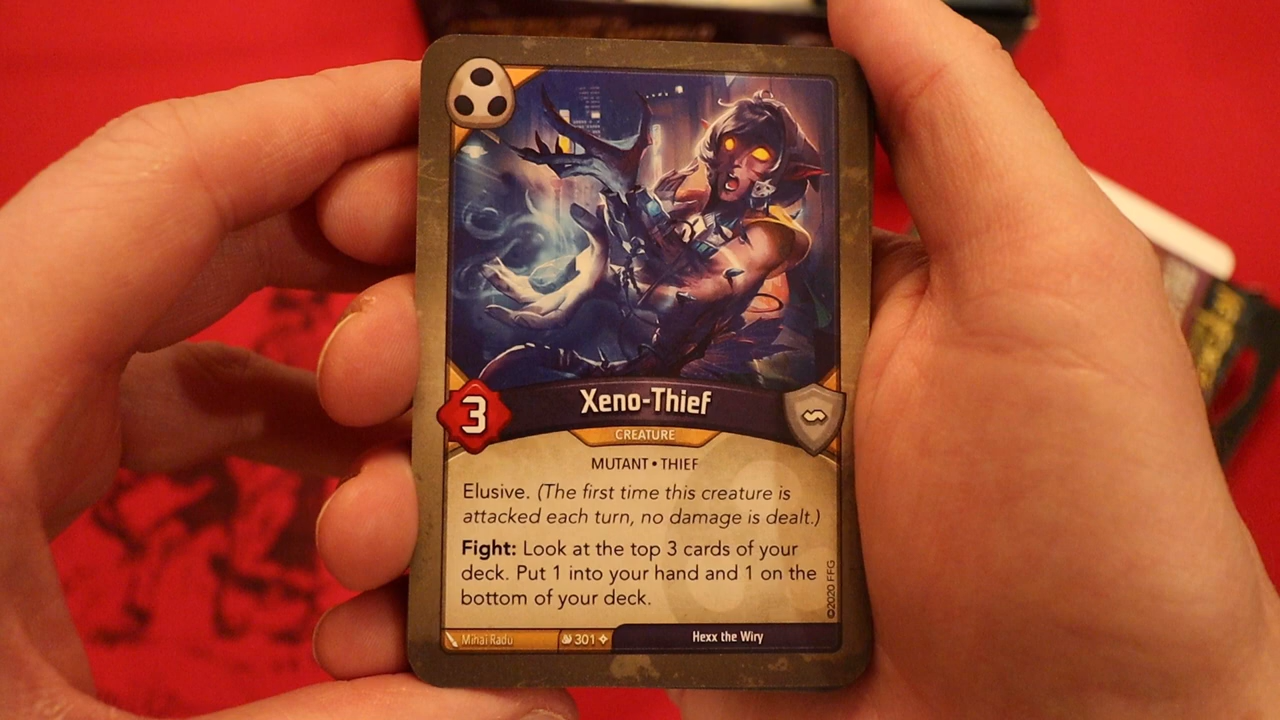 3
Xeno-Thief
CREATURE
MUTANT • THIEF
Elusive. (The first time this creature is
attacked each turn, no damage is dealt.)
Fight: Look at the top 3 cards of your
deck. Put 1 into your hand and 1 on the
bottom of your deck.
©2020 FFG
Mihai Radu
301
Hexx the Wiry